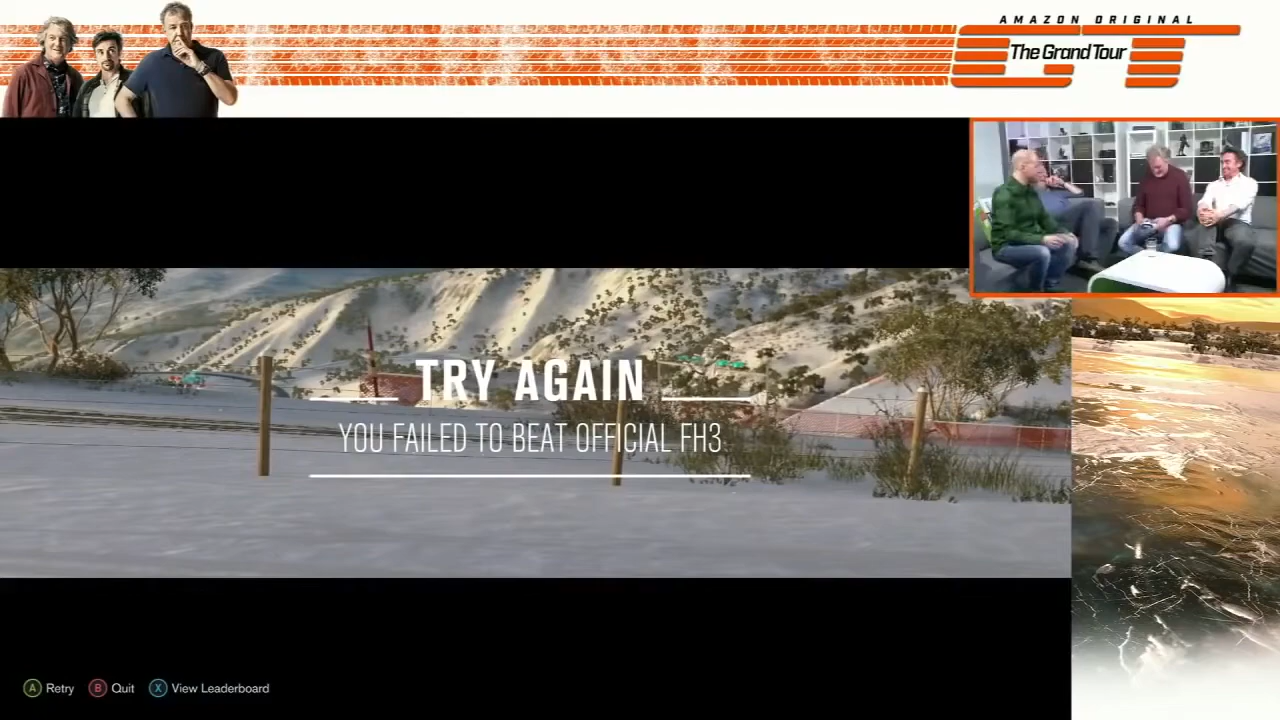 AMAZON ORIGINAL
The Grand Tour
TRY AGAIN
YOU FAILED TO BEAT OFFICIAL FH3
A Retry B Quit X View Leaderboard